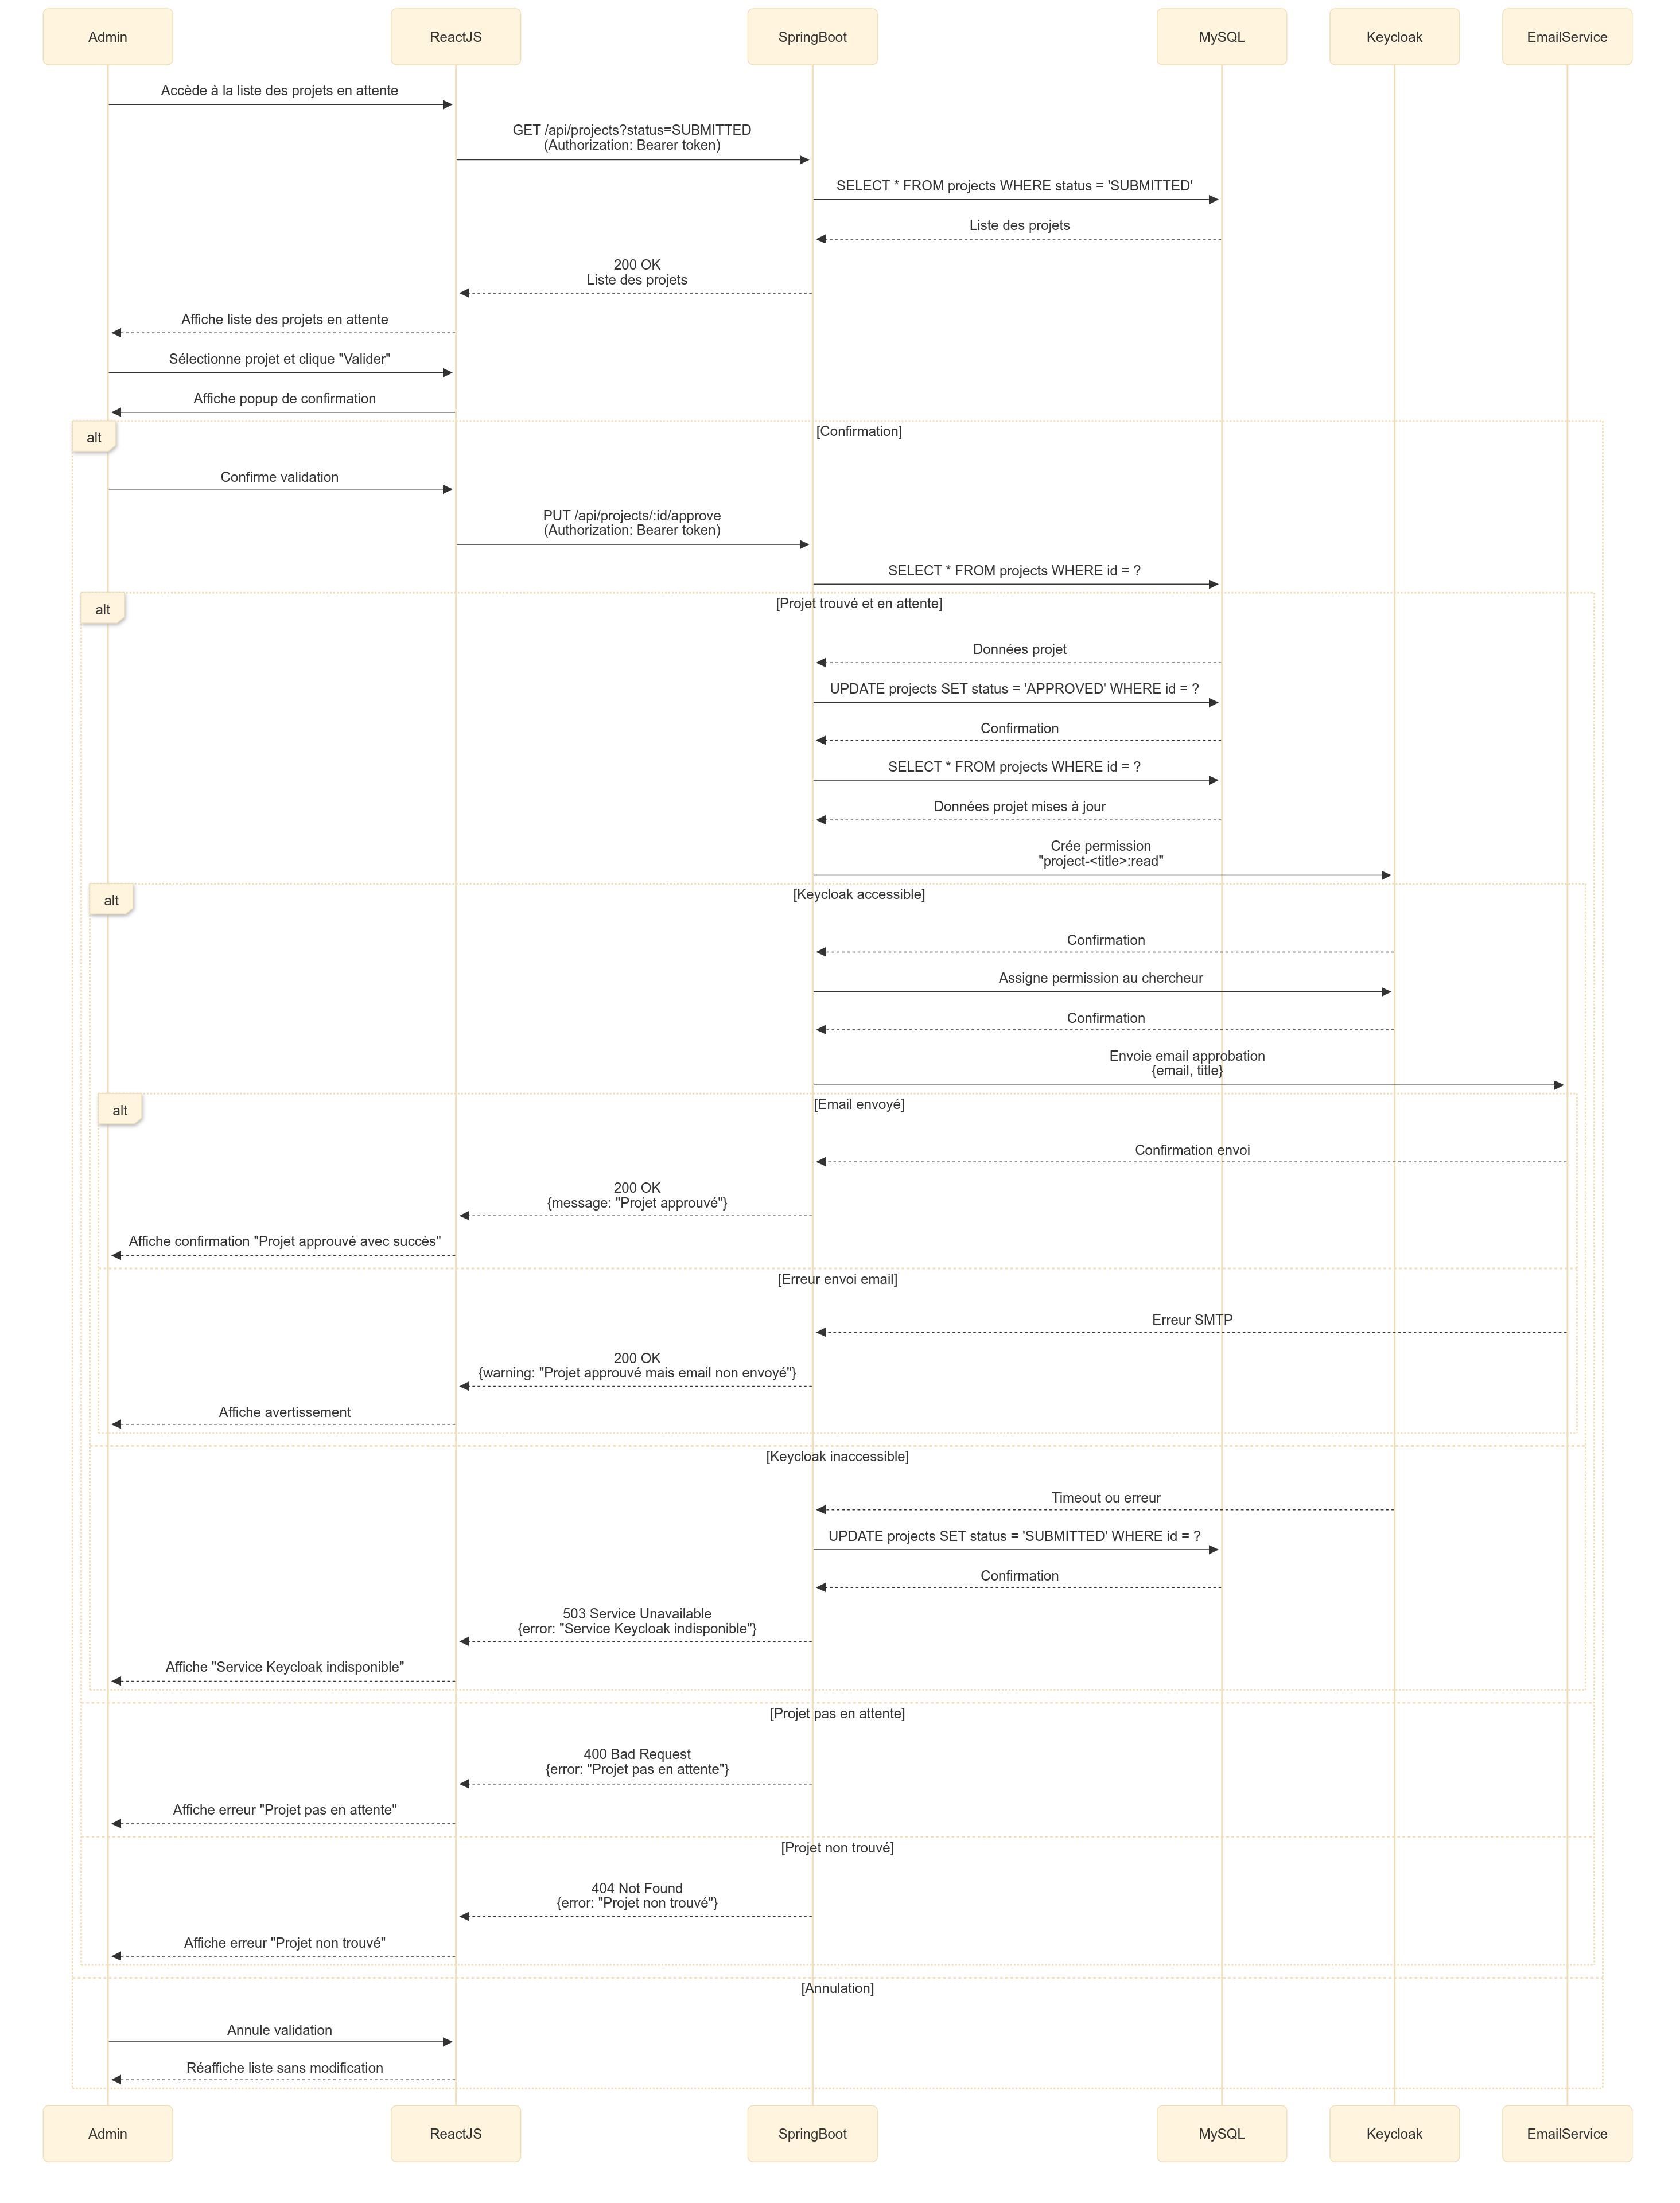 Admin
ReactJS
SpringBoot
MySQL
Keycloak
EmailService
Accède à la liste des projets en attente
GET /api/projects?status=SUBMITTED
(Authorization: Bearer token)
SELECT * FROM projects WHERE status = 'SUBMITTED'
Liste des projets
200 OK
Liste des projets
Affiche liste des projets en attente
Sélectionne projet et clique "Valider"
Affiche popup de confirmation
alt
[Confirmation]
Confirme validation
PUT /api/projects/:id/approve
(Authorization: Bearer token)
SELECT * FROM projects WHERE id = ?
alt
[Projet trouvé et en attente]
Données projet
UPDATE projects SET status = 'APPROVED' WHERE id = ?
Confirmation
SELECT * FROM projects WHERE id = ?
Données projet mises à jour
Crée permission
"project-<title>:read"
alt
[Keycloak accessible]
Confirmation
Assigne permission au chercheur
Confirmation
Envoie email approbation
{email, title}
alt
[Email envoyé]
Confirmation envoi
200 OK
{message: "Projet approuvé"}
Affiche confirmation "Projet approuvé avec succès"
[Erreur envoi email]
Erreur SMTP
200 OK
{warning: "Projet approuvé mais email non envoyé"}
Affiche avertissement
[Keycloak inaccessible]
Timeout ou erreur
UPDATE projects SET status = 'SUBMITTED' WHERE id = ?
Confirmation
503 Service Unavailable
{error: "Service Keycloak indisponible"}
Affiche "Service Keycloak indisponible"
[Projet pas en attente]
400 Bad Request
{error: "Projet pas en attente"}
Affiche erreur "Projet pas en attente"
[Projet non trouvé]
404 Not Found
{error: "Projet non trouvé"}
Affiche erreur "Projet non trouvé"
[Annulation]
Annule validation
Réaffiche liste sans modification
Admin
ReactJS
SpringBoot
MySQL
Keycloak
EmailService